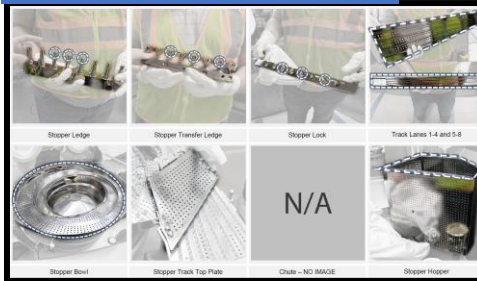 Stopper Ledge
Stopper Transfer Ledge
Stopper Lock
Track Lanes 1-4 and 5-8
N/A
Stopper Bowl
Stopper Track Top Plate
Chute – NO IMAGE
Stopper Hopper